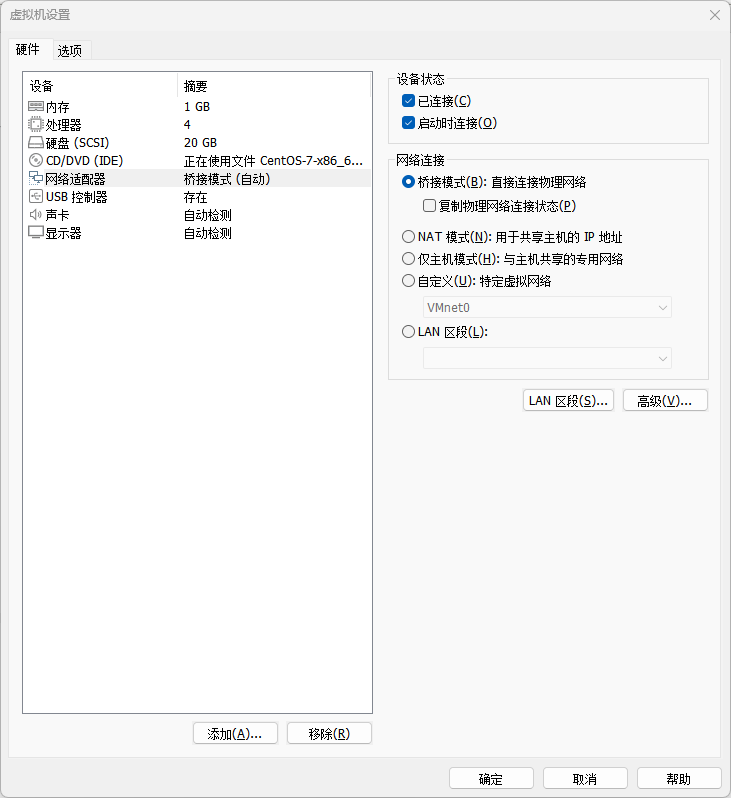 虚拟机设置
硬件 选项
设备 摘要
内存 1 GB
处理器 4
硬盘 (SCSI) 20 GB
CD/DVD (IDE) 正在使用文件 CentOS-7-x86_6...
网络适配器 桥接模式 (自动)
USB 控制器 存在
声卡 自动检测
显示器 自动检测
添加(A)... 移除(R)
设备状态
已连接(C)
启动时连接(O)
网络连接
桥接模式(B): 直接连接物理网络
复制物理网络连接状态(P)
NAT 模式(N): 用于共享主机的 IP 地址
仅主机模式(H): 与主机共享的专用网络
自定义(U): 特定虚拟网络
VMnet0
LAN 区段(L):
LAN 区段(S)... 高级(V)...
确定 取消 帮助